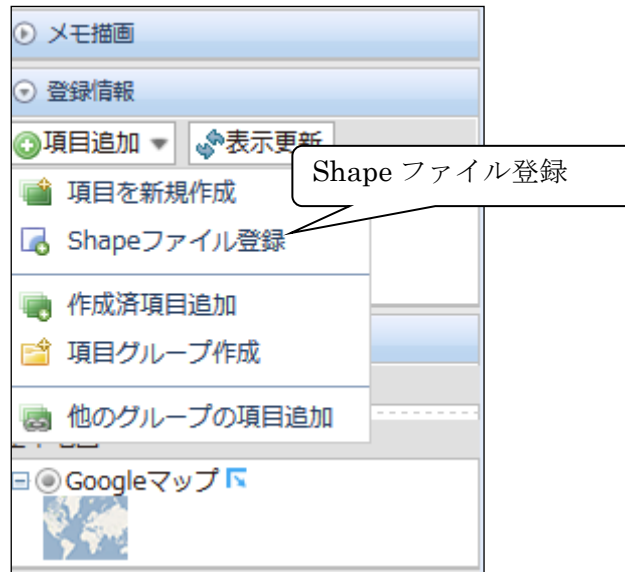 メモ描画
登録情報
項目追加 表示更新
Shape ファイル登録
項目を新規作成
Shapeファイル登録
作成済項目追加
項目グループ作成
他のグループの項目追加
Googleマップ